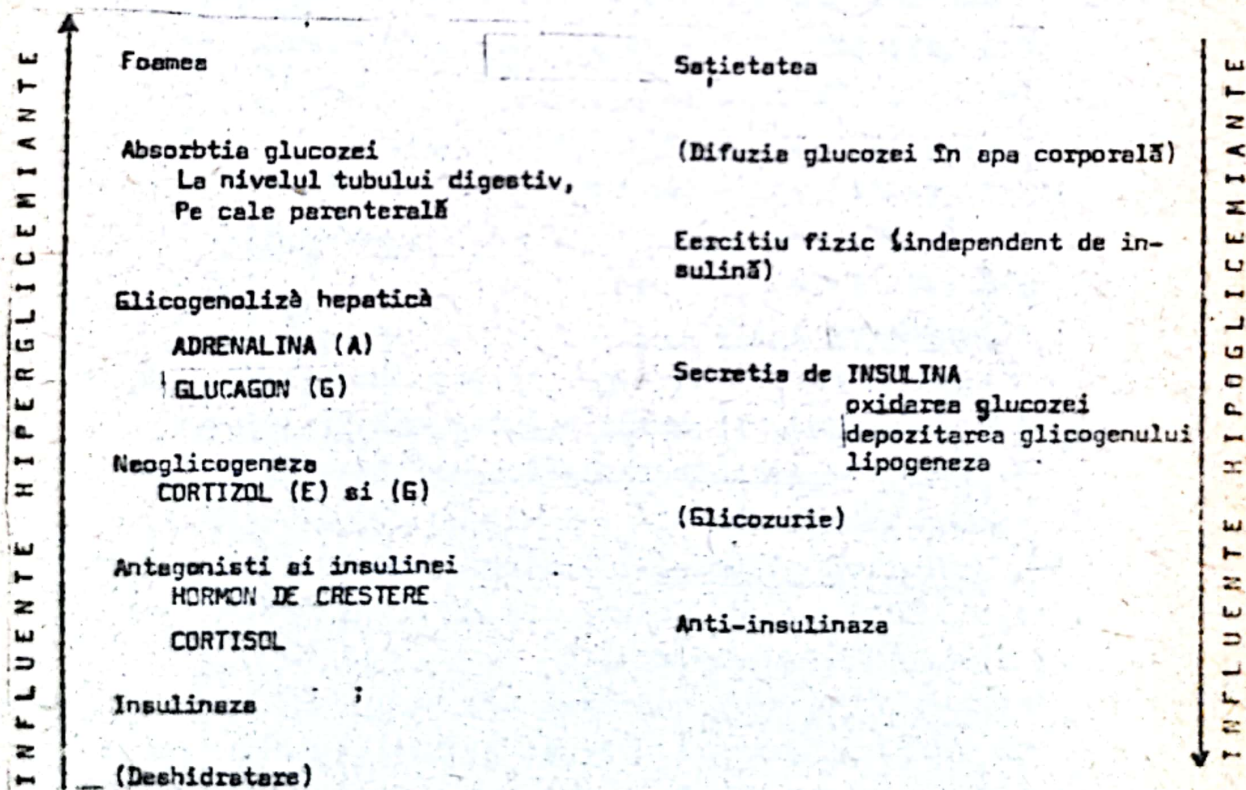 INFLUENTE HIPERGLICEMIANTE
Foamea
Absorbtia glucozei
La nivelul tubului digestiv,
Pe cale parenterală
Glicogenoliză hepatică
ADRENALINA (A)
GLUCAGON (G)
Neoglicogeneza
CORTIZOL (E) si (G)
Antagonisti ai insulinei
HORMON DE CRESTERE
CORTISOL
Insulinaza
(Deshidratare)
Sațietatea
(Difuzia glucozei în apa corporală)
Eercitiu fizic (independent de in-
sulină)
Secretia de INSULINA
oxidarea glucozei
depozitarea glicogenului
lipogeneza
(Glicozurie)
Anti-insulinaza
INFLUENTE HIPOGLICEMIANTE